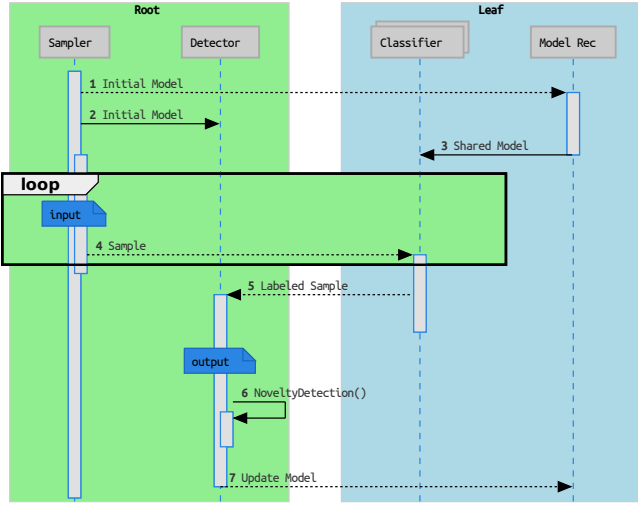 Root
Leaf
Sampler
Detector
Classifier
Model Rec
1 Initial Model
2 Initial Model
3 Shared Model
loop
input
4 Sample
5 Labeled Sample
output
6 NoveltyDetection()
7 Update Model